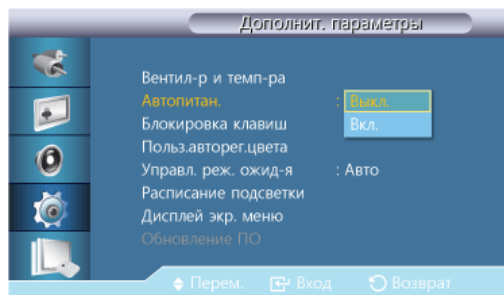 Дополнит. параметры
Вентил-р и темп-ра
Автопитан. : Выкл.
Вкл.
Блокировка клавиш
Польз.авторег.цвета
Управл. реж. ожид-я : Авто
Расписание подсветки
Дисплей экр. меню
Обновление ПО
Перем. Вход Возврат